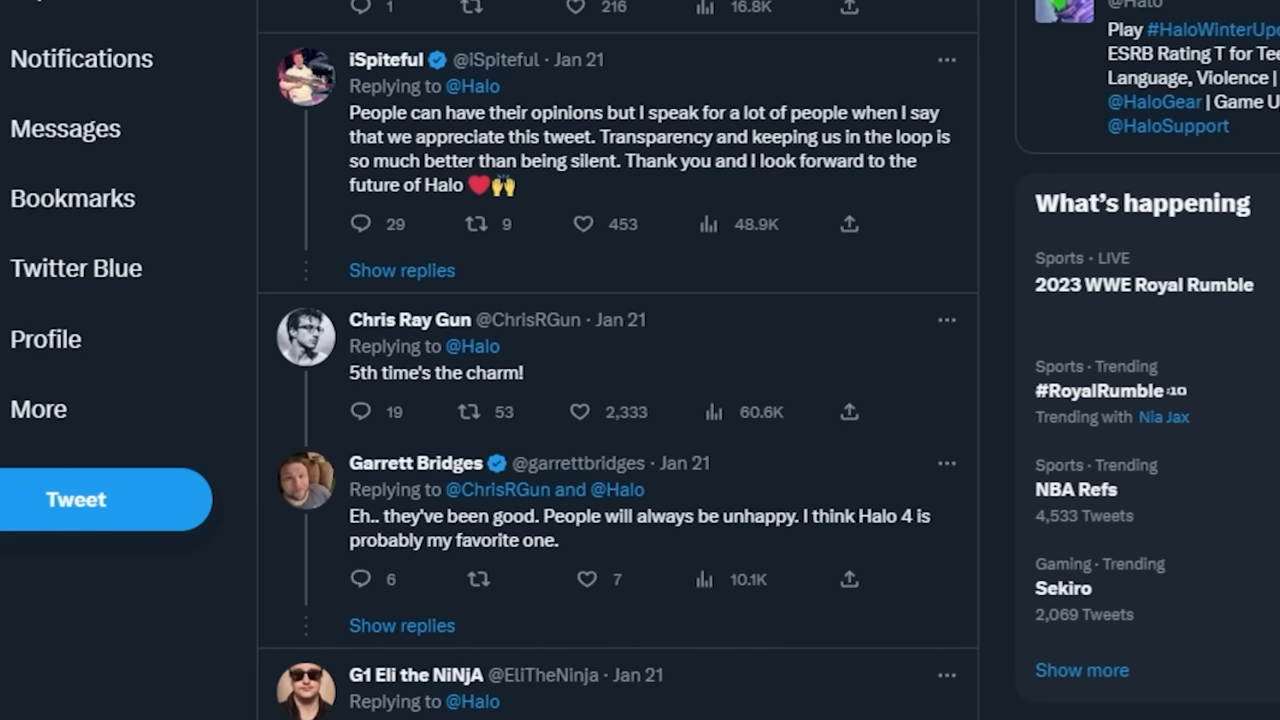 1 216 16.8K
Notifications
Messages
Bookmarks
Twitter Blue
Profile
More
Tweet
iSpiteful @iSpiteful · Jan 21
Replying to @Halo
People can have their opinions but I speak for a lot of people when I say
that we appreciate this tweet. Transparency and keeping us in the loop is
so much better than being silent. Thank you and I look forward to the
future of Halo ❤️🙌
29 9 453 48.9K
Show replies
Chris Ray Gun @ChrisRGun · Jan 21
Replying to @Halo
5th time's the charm!
19 53 2,333 60.6K
Garrett Bridges @garrettbridges · Jan 21
Replying to @ChrisRGun and @Halo
Eh.. they've been good. People will always be unhappy. I think Halo 4 is
probably my favorite one.
6 7 10.1K
Show replies
G1 Eli the NiNjA @EliTheNinja · Jan 21
Replying to @Halo
@Halo
Play
ESRB Rating T for
Language, Violence |
@HaloGear | Game
@HaloSupport
What's happening
Sports · LIVE
2023 WWE Royal Rumble
Sports · Trending
#RoyalRumble
Trending with Nia Jax
Sports · Trending
NBA Refs
4,533 Tweets
Gaming · Trending
Sekiro
2,069 Tweets
Show more